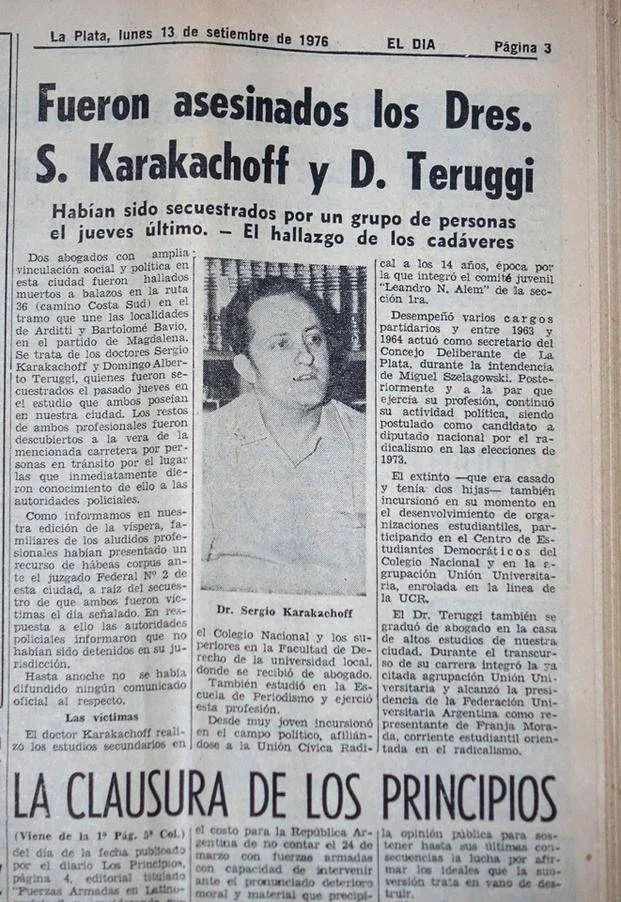 La Plata, lunes 13 de setiembre de 1976 EL DIA Página 3
Fueron asesinados los Dres.
S. Karakachoff y D. Teruggi
Habían sido secuestrados por un grupo de personas
el jueves último. — El hallazgo de los cadáveres
Dos abogados con amplia
vinculación social y política en
esta ciudad fueron hallados
muertos a balazos en la ruta
36 (camino Costa Sud) en el
tramo que une las localidades
de Arditti y Bartolomé Bavio,
en el partido de Magdalena.
Se trata de los doctores Sergio
Karakachoff y Domingo Alber-
to Teruggi, quienes fueron se-
cuestrados el pasado jueves en
el estudio que ambos poseían
en nuestra ciudad. Los restos
de ambos profesionales fueron
descubiertos a la vera de la
mencionada carretera por per-
sonas en tránsito por el lugar
las que inmediatamente die-
ron conocimiento de ello a las
autoridades policiales.
Como informamos en nues-
tra edición de la víspera, fa-
miliares de los aludidos profe-
sionales habían presentado un
recurso de hábeas corpus an-
te el juzgado Federal Nº 2 de
esta ciudad, a raíz del secues-
tro de que ambos fueron víc-
timas el día señalado. En res-
puesta a ello las autoridades
policiales informaron que no
habían sido detenidos en su ju-
risdicción.
Hasta anoche no se había
difundido ningún comunicado
oficial al respecto.
Las víctimas
El doctor Karakachoff reali-
zó los estudios secundarios en
Dr. Sergio Karakachoff
el Colegio Nacional y los su-
periores en la Facultad de De-
recho de la universidad local,
donde se recibió de abogado.
También estudió en la Es-
cuela de Periodismo y ejerció
esta profesión.
Desde muy joven incursionó
en el campo político, afilián-
dose a la Unión Cívica Radi-
cal a los 14 años, época por
la que integró el comité juvenil
"Leandro N. Alem" de la sec-
ción 1ra.
Desempeñó varios cargos
partidarios y entre 1963 y
1964 actuó como secretario del
Concejo Deliberante de La
Plata, durante la intendencia
de Miguel Szelagowski. Poste-
riormente y a la par que
ejercía su profesión, continuó
su actividad política, siendo
postulado como candidato a
diputado nacional por el ra-
dicalismo en las elecciones de
1973.
El extinto —que era casado
y tenía dos hijas— también
incursionó en su momento en
el desenvolvimiento de orga-
nizaciones estudiantiles, par-
ticipando en el Centro de Es-
tudiantes Democráticos del
Colegio Nacional y en la a-
grupación Unión Universita-
ria, enrolada en la línea de
la UCR.
El Dr. Teruggi también se
graduó de abogado en la casa
de altos estudios de nuestra
ciudad. Durante el transcur-
so de su carrera integró la ya
citada agrupación Unión Uni-
versitaria y alcanzó la presi-
dencia de la Federación Uni-
versitaria Argentina como re-
presentante de Franja Mora-
da, corriente estudiantil orien-
tada en el radicalismo.
LA CLAUSURA DE LOS PRINCIPIOS
(Viene de la 1ª Pág. 5ª Col.)
del día de la fecha publicado
por el diario Los Principios,
página 4, editorial titulado
"Fuerzas Armadas en Latino-
el costo para la República Ar-
gentina de no contar el 24 de
marzo con fuerzas armadas
con capacidad de intervenir
ante el pronunciado deterioro
moral y material que precipi-
la opinión pública para sos-
tener hasta sus últimas con-
secuencias la lucha por afir-
mar los ideales que la sub-
versión trata en vano de des-
truir.